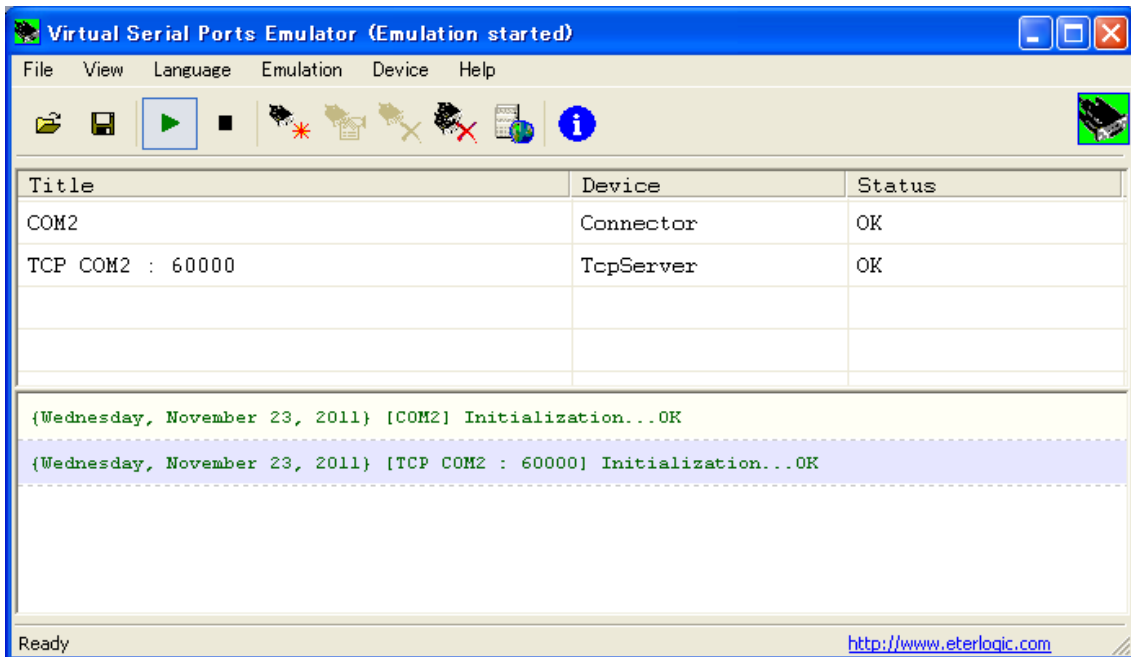 Virtual Serial Ports Emulator (Emulation started)
File View Language Emulation Device Help
Title Device Status
COM2 Connector OK
TCP COM2 : 60000 TcpServer OK
{Wednesday, November 23, 2011} [COM2] Initialization...OK
{Wednesday, November 23, 2011} [TCP COM2 : 60000] Initialization...OK
Ready http://www.eterlogic.com